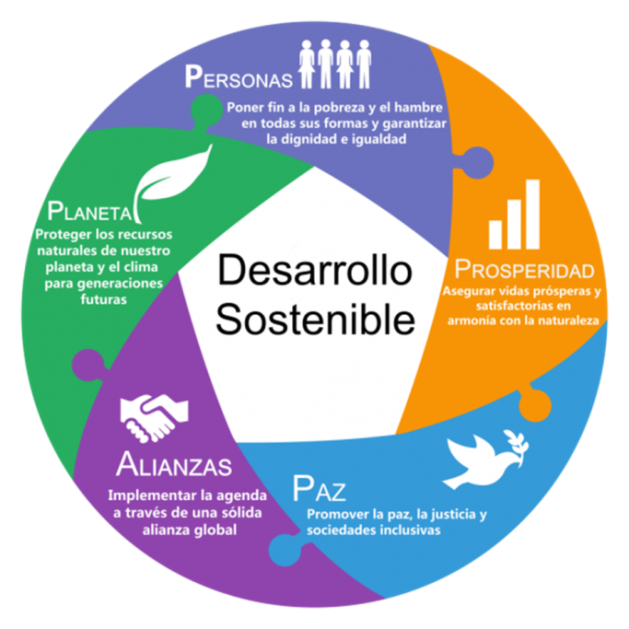 PERSONAS
Poner fin a la pobreza y el hambre
en todas sus formas y garantizar
la dignidad e igualdad
PROSPERIDAD
Asegurar vidas prósperas y
satisfactorias en
armonía con la naturaleza
PAZ
Promover la paz, la justicia y
sociedades inclusivas
ALIANZAS
Implementar la agenda
a través de una sólida
alianza global
PLANETA
Proteger los recursos
naturales de nuestro
planeta y el clima
para generaciones
futuras
Desarrollo
Sostenible